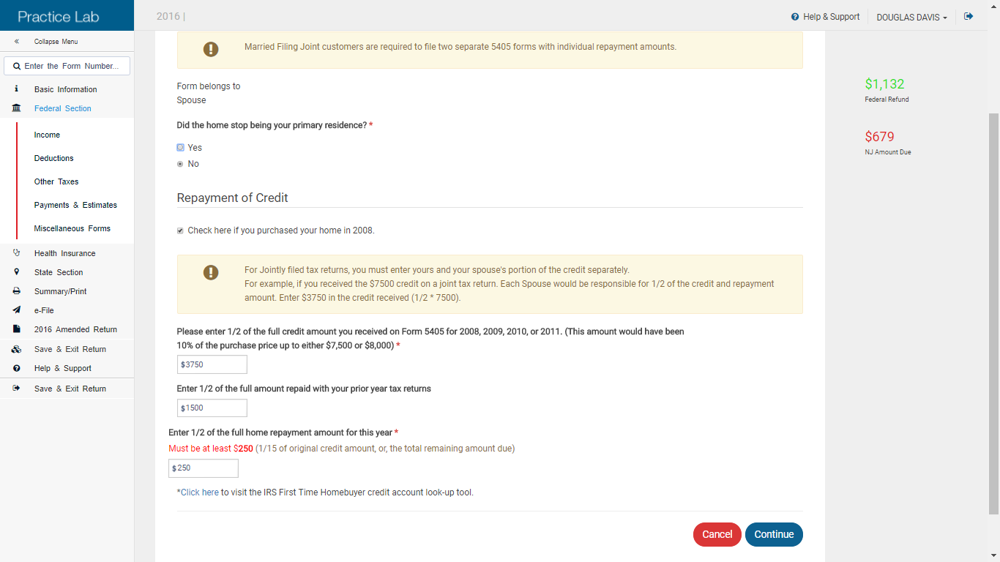 Practice Lab
2016 |
Help & Support
DOUGLAS DAVIS
Collapse Menu
Enter the Form Number...
Basic Information
Federal Section
Income
Deductions
Other Taxes
Payments & Estimates
Miscellaneous Forms
Health Insurance
State Section
Summary/Print
e-File
2016 Amended Return
Save & Exit Return
Help & Support
Save & Exit Return
Married Filing Joint customers are required to file two separate 5405 forms with individual repayment amounts.
Form belongs to
Spouse
Did the home stop being your primary residence? *
Yes
No
Repayment of Credit
Check here if you purchased your home in 2008.
For Jointly filed tax returns, you must enter yours and your spouse's portion of the credit separately.
For example, if you received the $7500 credit on a joint tax return. Each Spouse would be responsible for 1/2 of the credit and repayment
amount. Enter $3750 in the credit received (1/2 * 7500).
Please enter 1/2 of the full credit amount you received on Form 5405 for 2008, 2009, 2010, or 2011. (This amount would have been
10% of the purchase price up to either $7,500 or $8,000) *
$3750
Enter 1/2 of the full amount repaid with your prior year tax returns
$1500
Enter 1/2 of the full home repayment amount for this year *
Must be at least $250 (1/15 of original credit amount, or, the total remaining amount due)
$250
*Click here to visit the IRS First Time Homebuyer credit account look-up tool.
Cancel
Continue
$1,132
Federal Refund
$679
NJ Amount Due